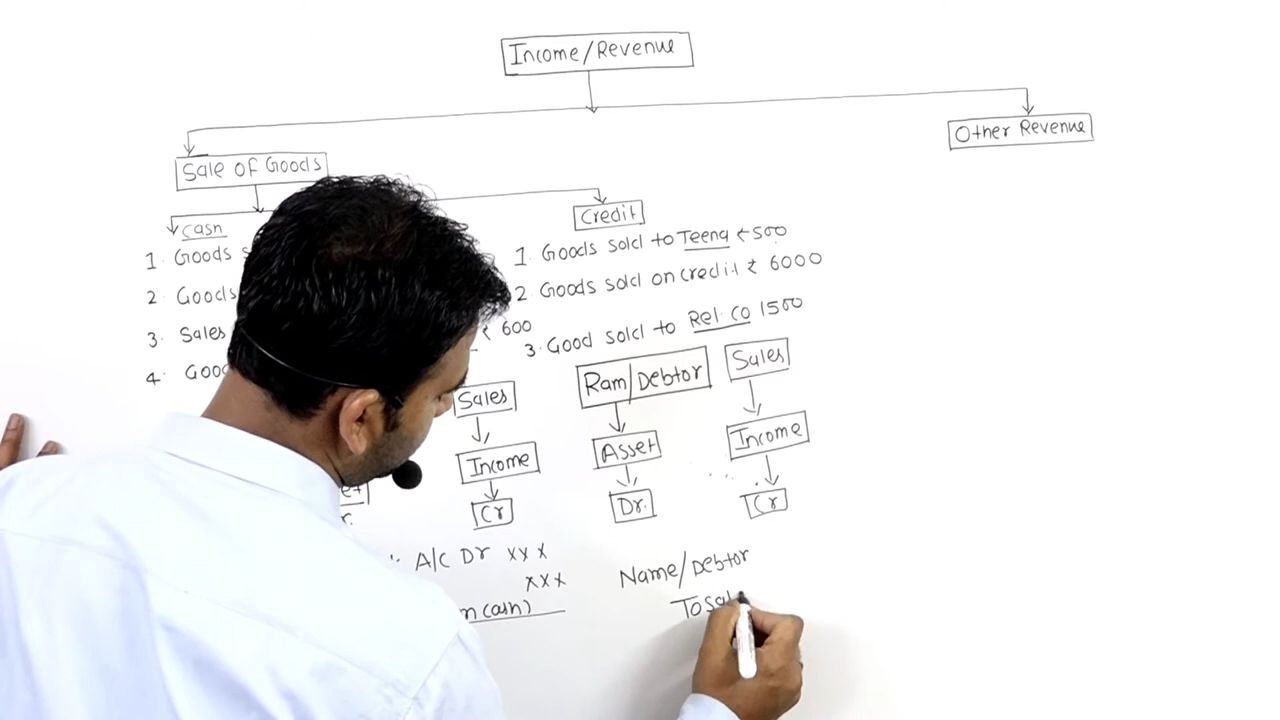 Income/Revenue
Other Revenue
Sale of Goods
Cash
1. Goods
2. Goods
3. Sales ₹ 600
4. Good
Sales
Income
Cr
A/C Dr xxx
xxx
(cash)
Credit
1. Goods sold to Teena ₹500
2. Goods sold on credit ₹ 6000
3. Good sold to Rel. Co 1500
Ram/Debtor
Asset
Dr.
Sales
Income
Cr
Name/Debtor
To Sal